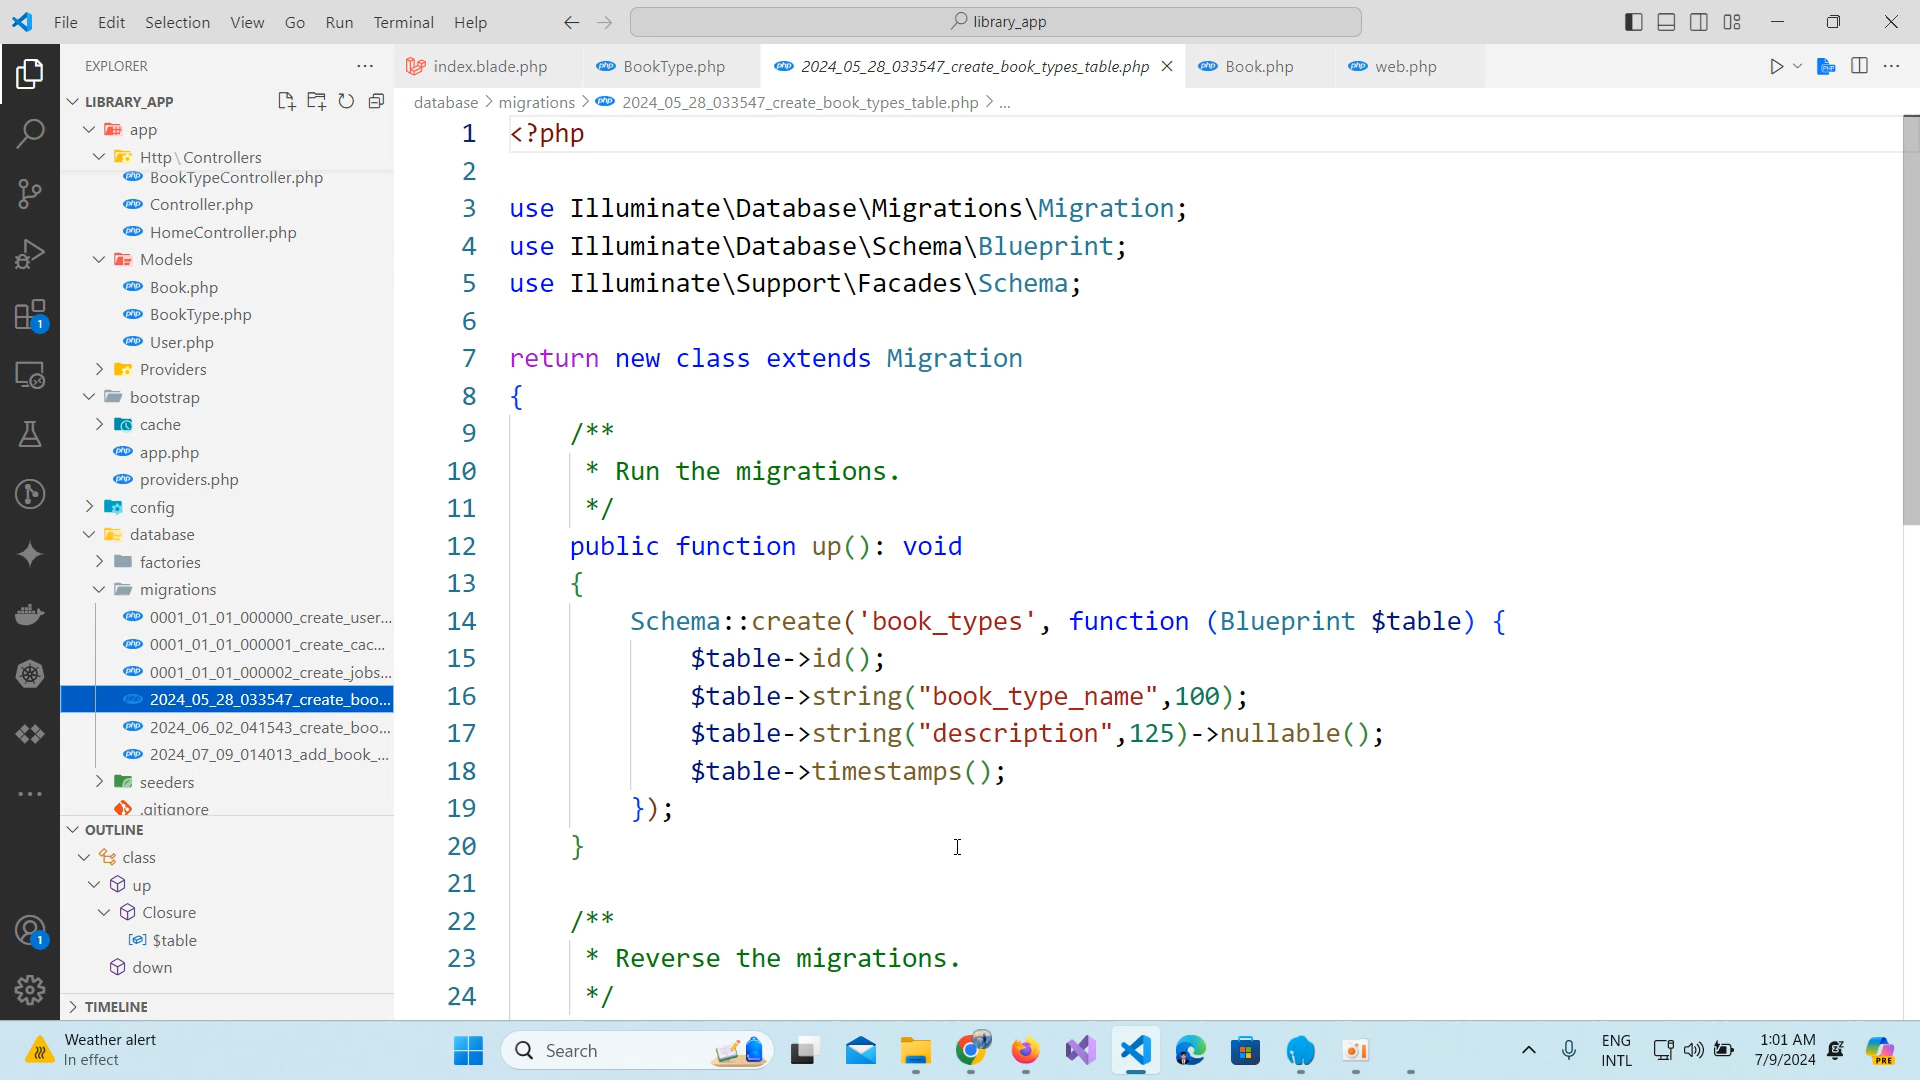 File Edit Selection View Go Run Terminal Help
library_app
EXPLORER
LIBRARY_APP
app
Http\Controllers
BookTypeController.php
Controller.php
HomeController.php
Models
Book.php
BookType.php
User.php
Providers
bootstrap
cache
app.php
providers.php
config
database
factories
migrations
0001_01_01_000000_create_user...
0001_01_01_000001_create_cac...
0001_01_01_000002_create_jobs...
2024_05_28_033547_create_boo...
2024_06_02_041543_create_boo...
2024_07_09_014013_add_book_...
seeders
.gitignore
OUTLINE
class
up
Closure
$table
down
TIMELINE
1
1
index.blade.php BookType.php 2024_05_28_033547_create_book_types_table.php Book.php web.php
database > migrations > 2024_05_28_033547_create_book_types_table.php > ...
1 <?php
2
3 use Illuminate\Database\Migrations\Migration;
4 use Illuminate\Database\Schema\Blueprint;
5 use Illuminate\Support\Facades\Schema;
6
7 return new class extends Migration
8 {
9 /**
10 * Run the migrations.
11 */
12 public function up(): void
13 {
14 Schema::create('book_types', function (Blueprint $table) {
15 $table->id();
16 $table->string("book_type_name",100);
17 $table->string("description",125)->nullable();
18 $table->timestamps();
19 });
20 }
21
22 /**
23 * Reverse the migrations.
24 */
Weather alert
In effect
Search
ENG
INTL
1:01 AM
7/9/2024
PRE